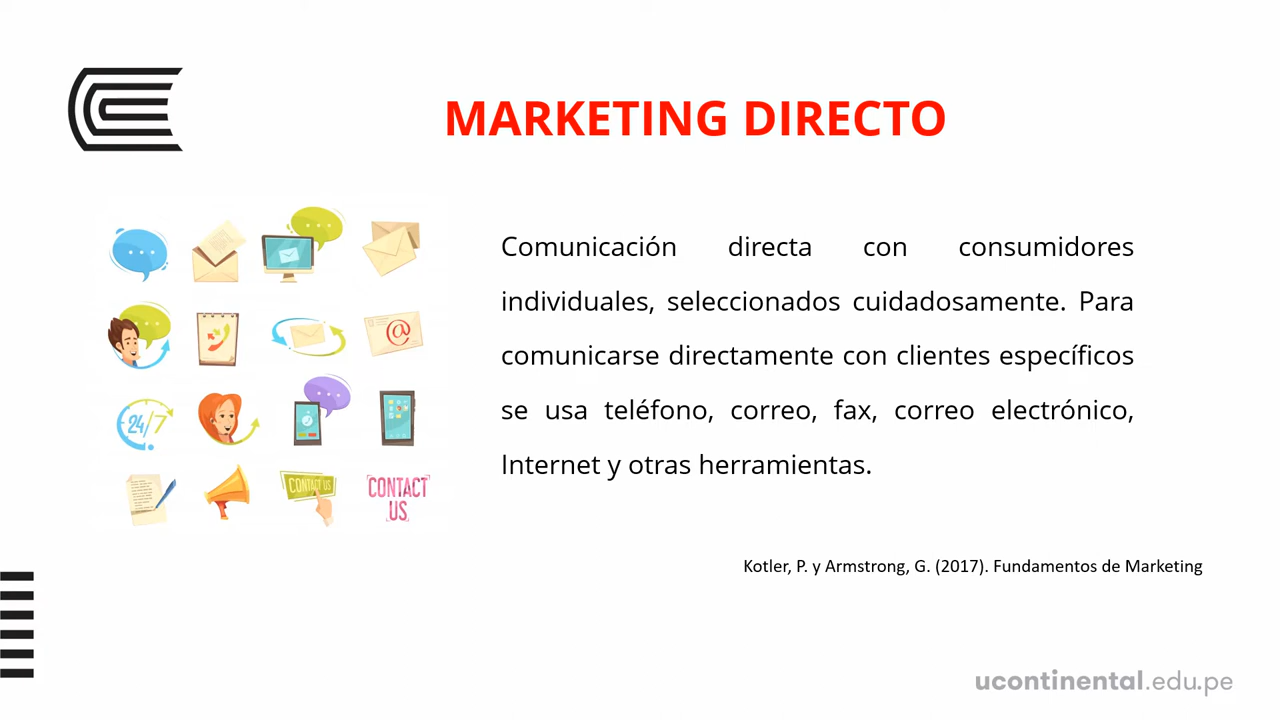 MARKETING DIRECTO
Comunicación directa con consumidores
individuales, seleccionados cuidadosamente. Para
comunicarse directamente con clientes específicos
se usa teléfono, correo, fax, correo electrónico,
Internet y otras herramientas.
@
24/7
CONTACT US
CONTACT
US
Kotler, P. y Armstrong, G. (2017). Fundamentos de Marketing
ucontinental.edu.pe